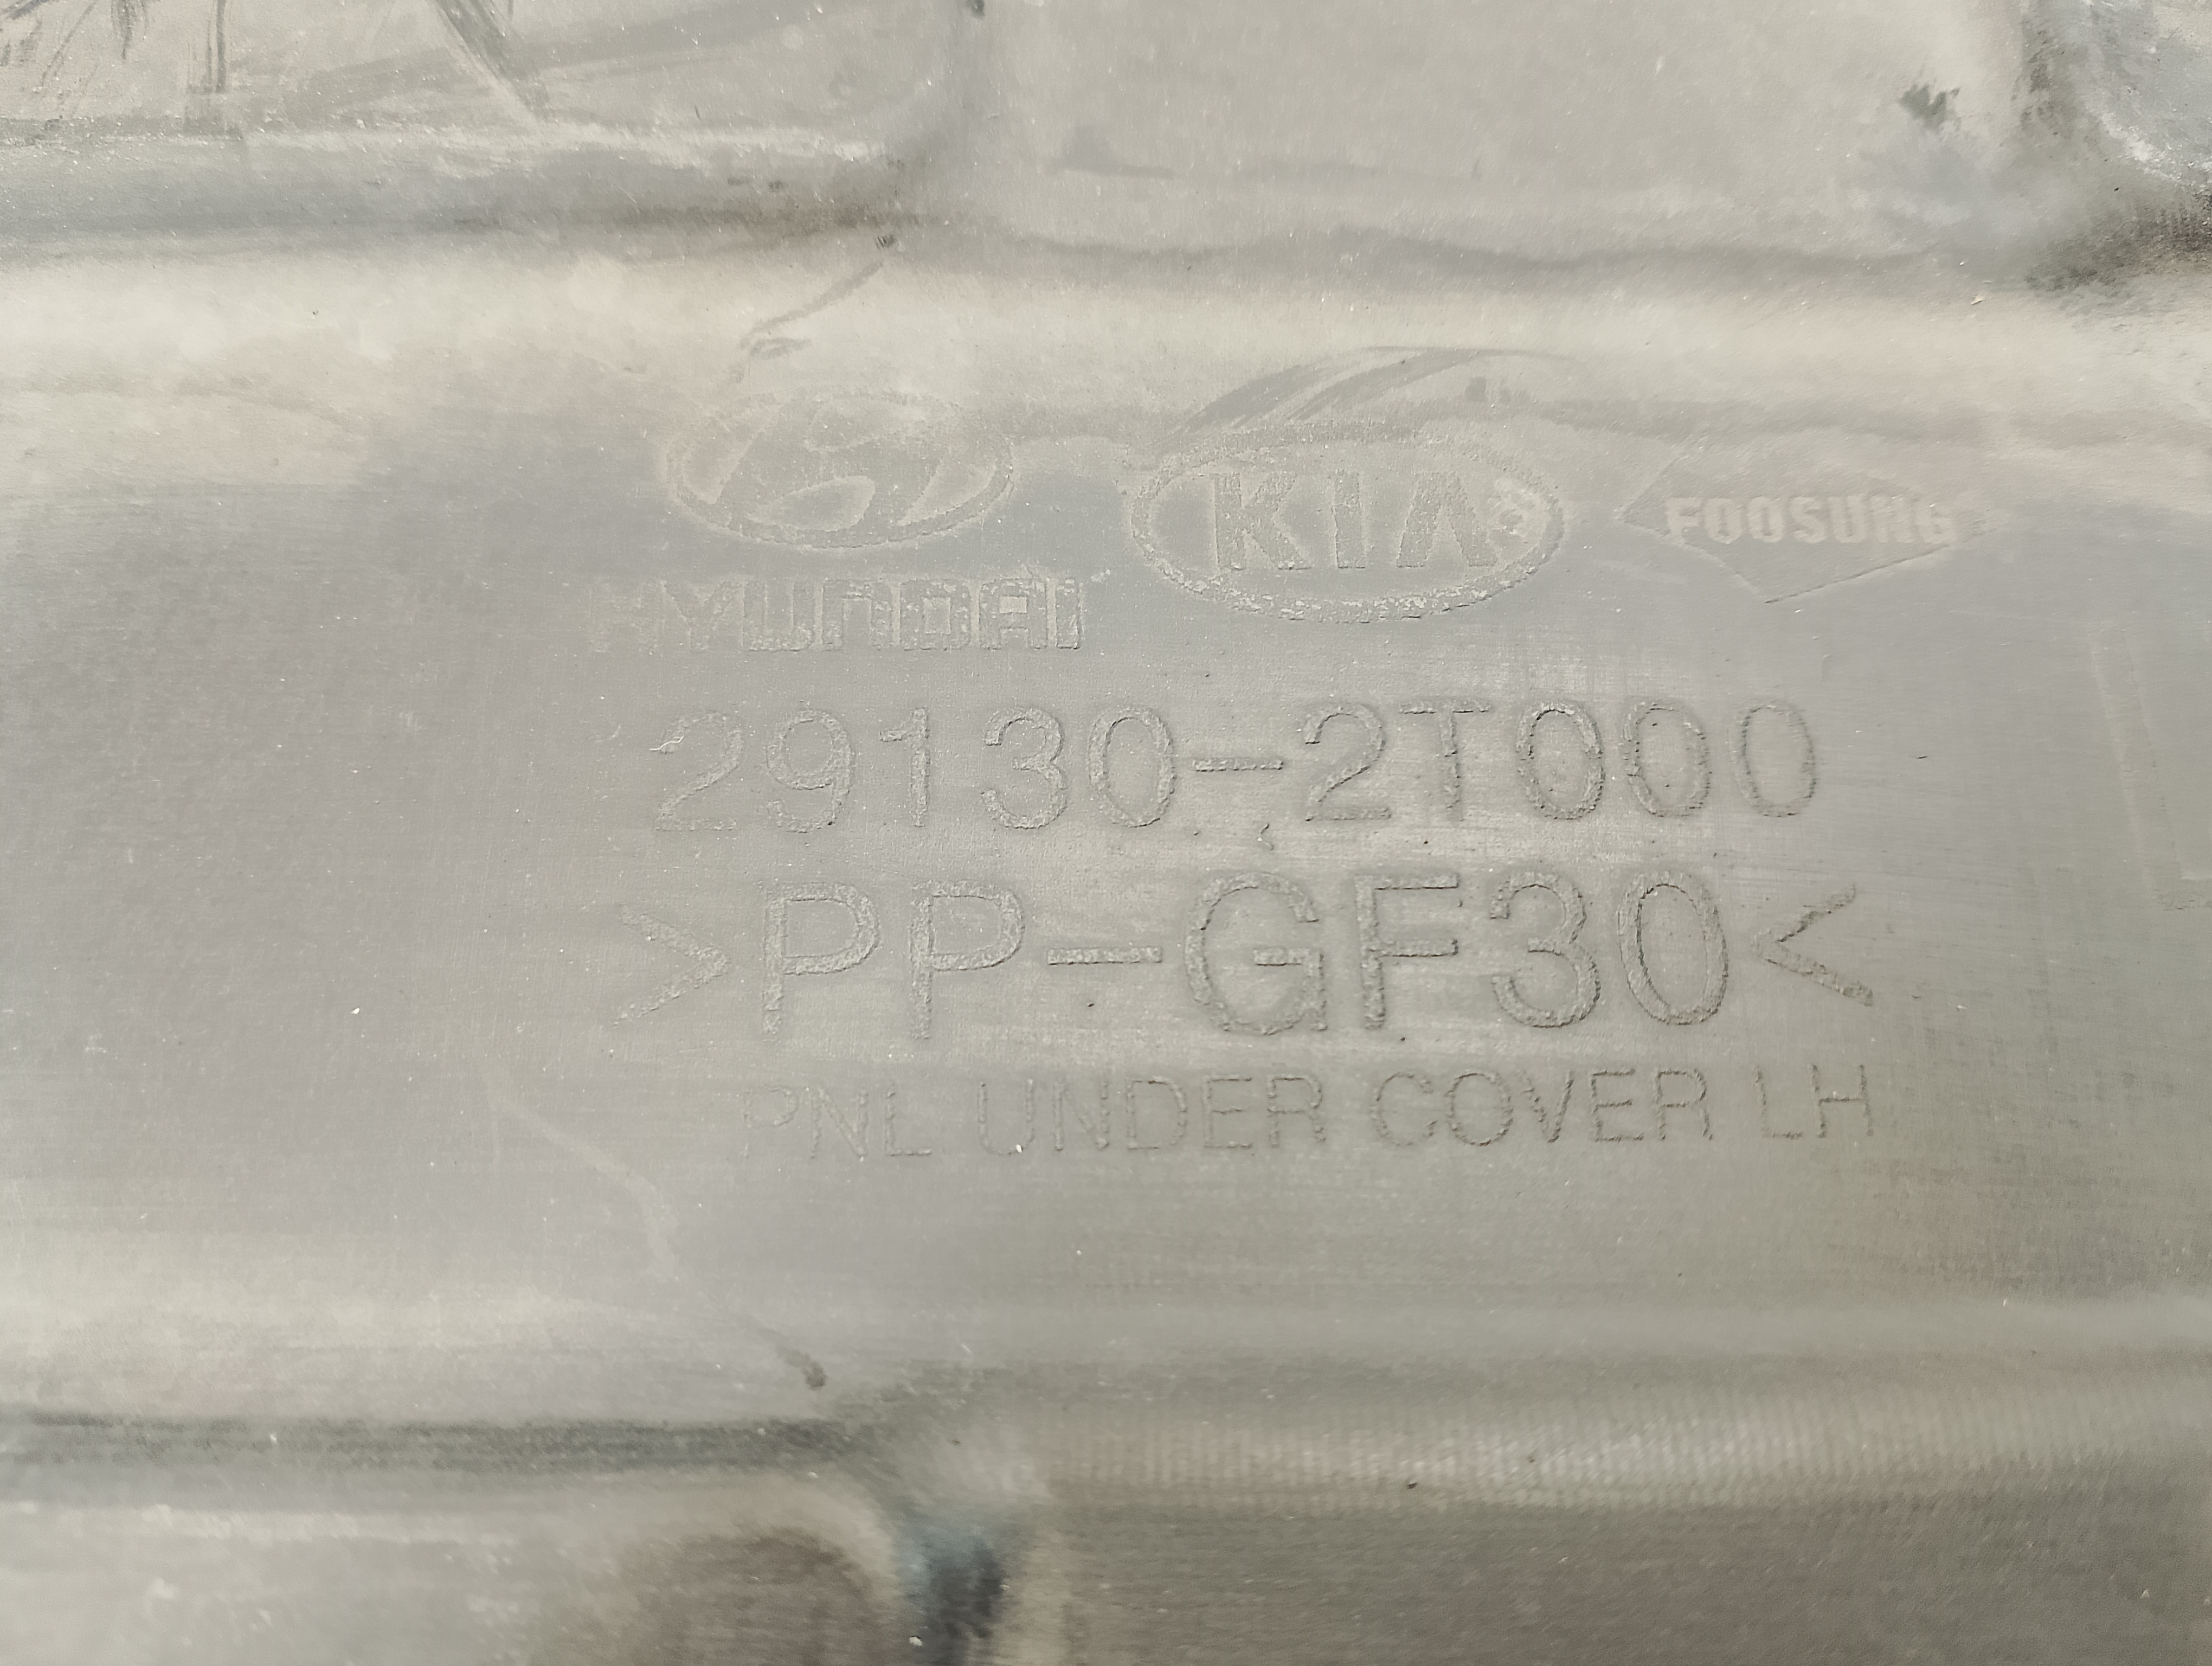 HYUNDAI
KIA
FOOSUNG
29130-2T000
>PP-GF30<
PNL UNDER COVER LH